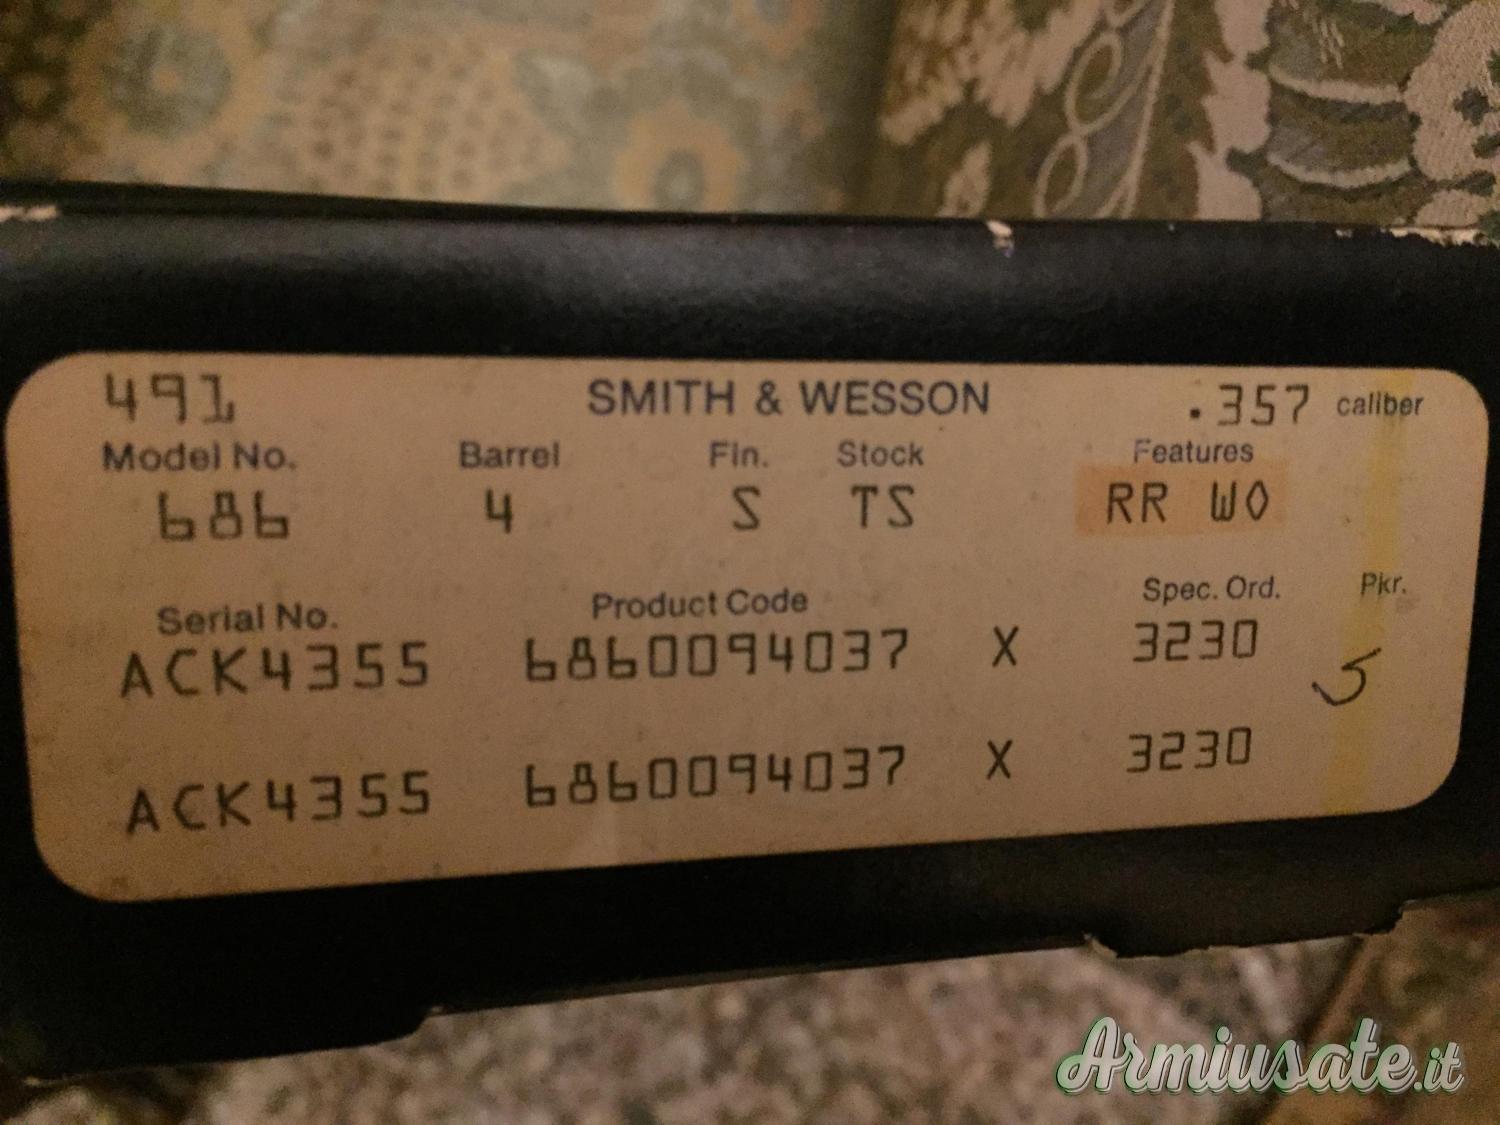 491 SMITH & WESSON .357 caliber
Model No. Barrel Fin. Stock Features
686 4 S TS RR WO
Serial No. Product Code Spec. Ord. Pkr.
ACK4355 6860094037 X 3230 5
ACK4355 6860094037 X 3230
Armiusate.it